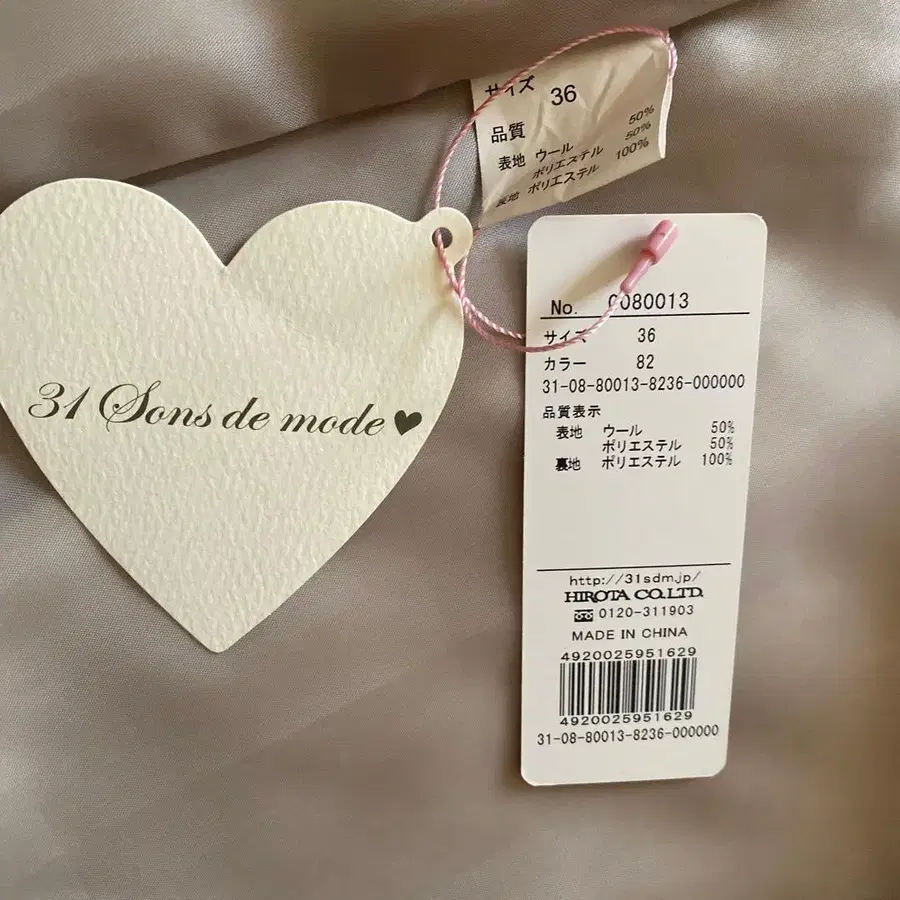 31 Sons de mode♥
サイズ 36
品質
表地 ウール 50%
ポリエステル 50%
裏地 ポリエステル 100%
No. 0080013
サイズ 36
カラー 82
31-08-80013-8236-000000
品質表示
表地 ウール 50%
ポリエステル 50%
裏地 ポリエステル 100%
http://31sdm.jp/
HIROTA CO.LTD.
0120-311903
MADE IN CHINA
4920025951629
4920025951629
31-08-80013-8236-000000